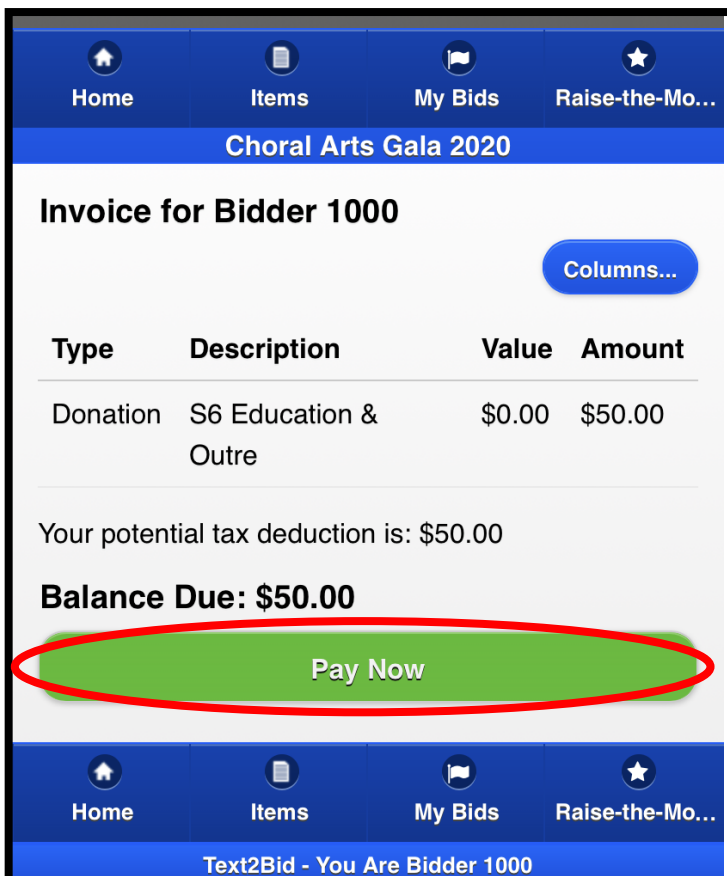 Home Items My Bids Raise-the-Mo...
Choral Arts Gala 2020
Invoice for Bidder 1000
Columns...
Type Description Value Amount
Donation S6 Education & $0.00 $50.00
Outre
Your potential tax deduction is: $50.00
Balance Due: $50.00
Pay Now
Home Items My Bids Raise-the-Mo...
Text2Bid - You Are Bidder 1000